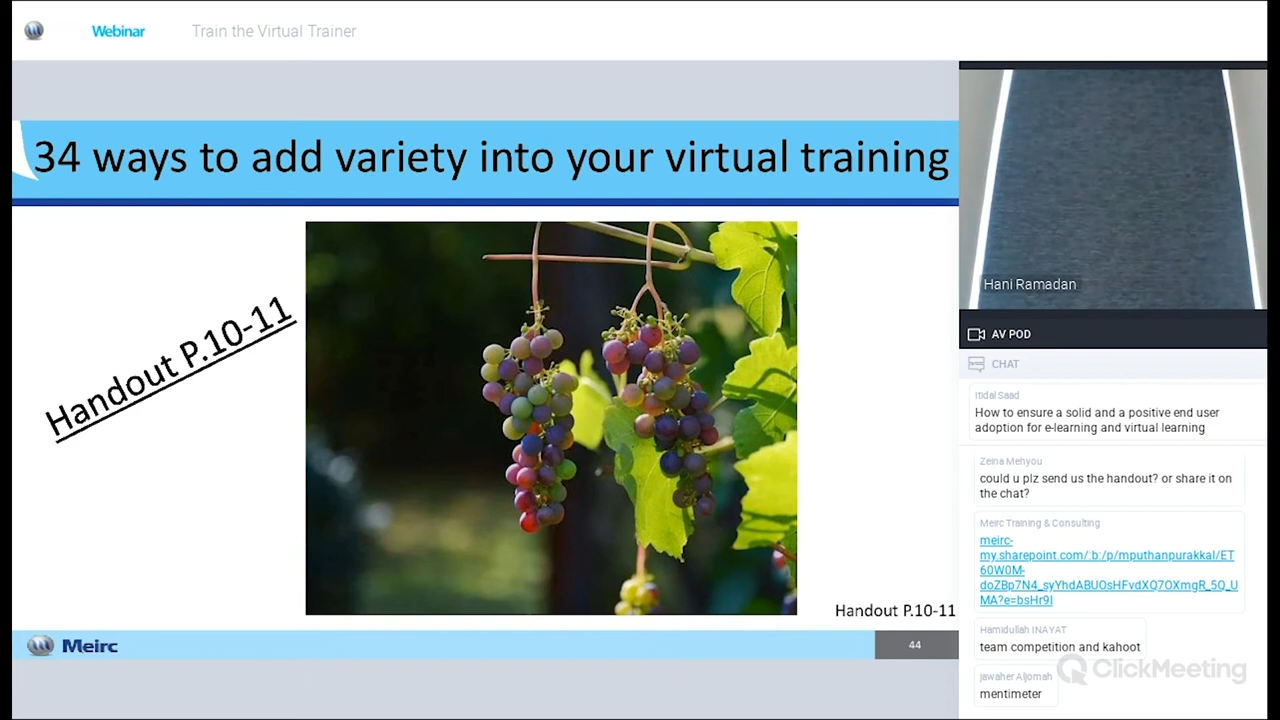 Webinar
Train the Virtual Trainer
34 ways to add variety into your virtual training
Handout P.10-11
Handout P.10-11
Meirc
44
Hani Ramadan
AV POD
CHAT
Itidal Saad
How to ensure a solid and a positive end user
adoption for e-learning and virtual learning
Zeina Mehyou
could u plz send us the handout? or share it on
the chat?
Meirc Training & Consulting
meirc-
my.sharepoint.com/:b:/p/mputhanpurakkal/ET
60W0M-
doZBp7N4_syYhdABUOsHFvdXQ7OXmgR_5Q_U
MA?e=bsHr9I
Hamidullah INAYAT
team competition and kahoot
jawaher Aljomah
mentimeter
ClickMeeting